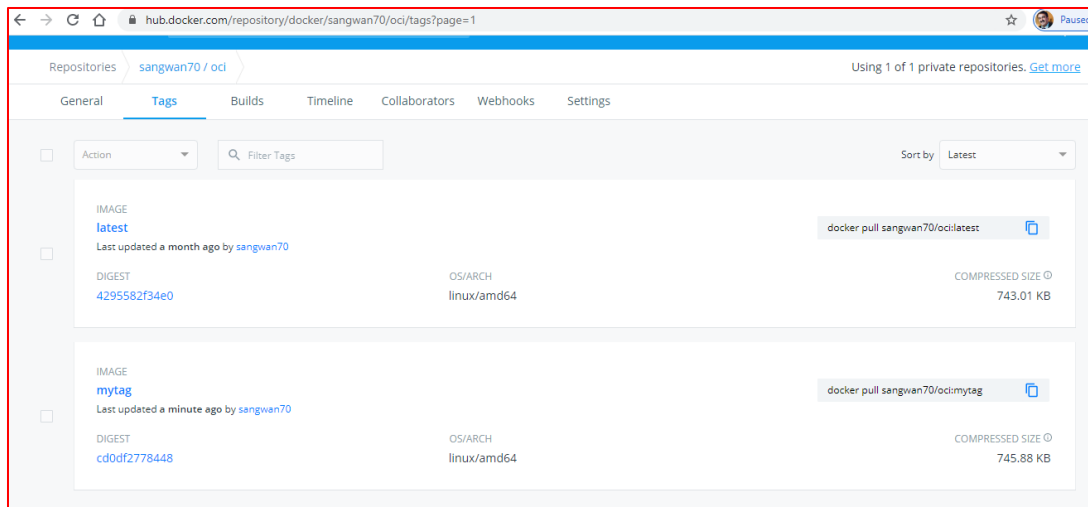 hub.docker.com/repository/docker/sangwan70/oci/tags?page=1 Paused
Repositories sangwan70 / oci Using 1 of 1 private repositories. Get more
General Tags Builds Timeline Collaborators Webhooks Settings
Action Filter Tags Sort by Latest
IMAGE
latest docker pull sangwan70/oci:latest
Last updated a month ago by sangwan70
DIGEST OS/ARCH COMPRESSED SIZE
4295582f34e0 linux/amd64 743.01 KB
IMAGE
mytag docker pull sangwan70/oci:mytag
Last updated a minute ago by sangwan70
DIGEST OS/ARCH COMPRESSED SIZE
cd0df2778448 linux/amd64 745.88 KB